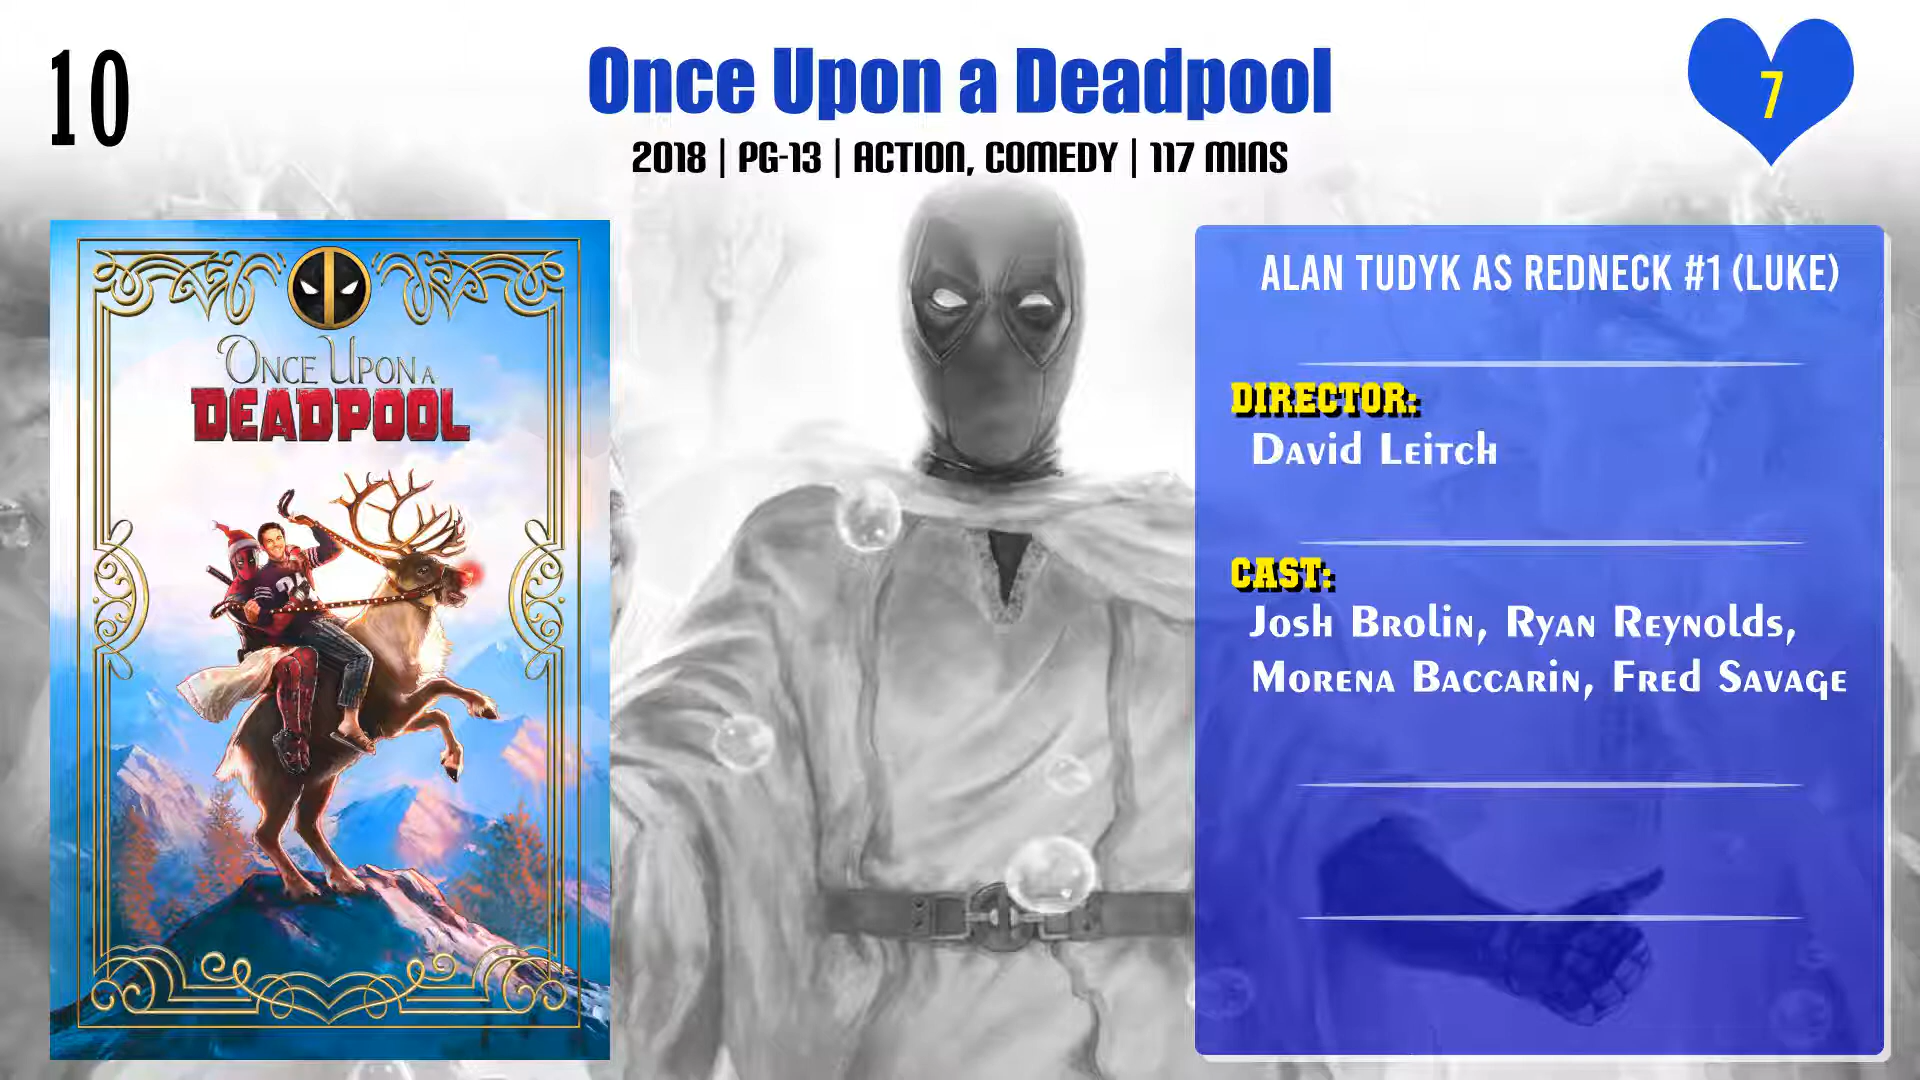 10
Once Upon a Deadpool
7
2018 | PG-13 | ACTION, COMEDY | 117 MINS
ONCE UPON A
DEADPOOL
ALAN TUDYK AS REDNECK #1 (LUKE)
DIRECTOR:
David Leitch
CAST:
Josh Brolin, Ryan Reynolds,
Morena Baccarin, Fred Savage